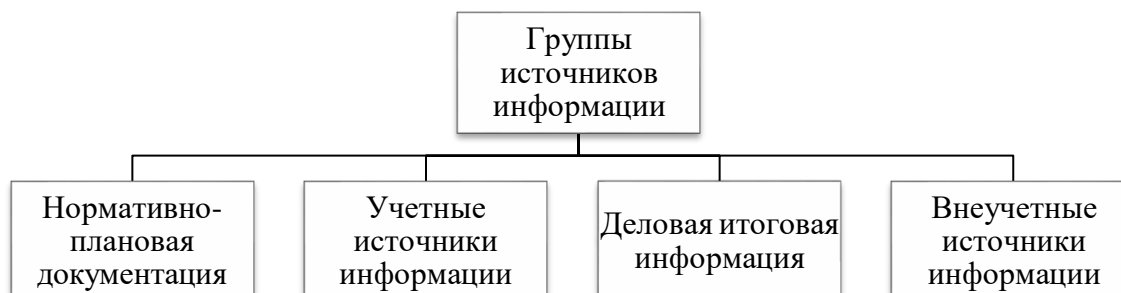 Группы
источников
информации
Нормативно-
плановая
документация
Учетные
источники
информации
Деловая итоговая
информация
Внеучетные
источники
информации